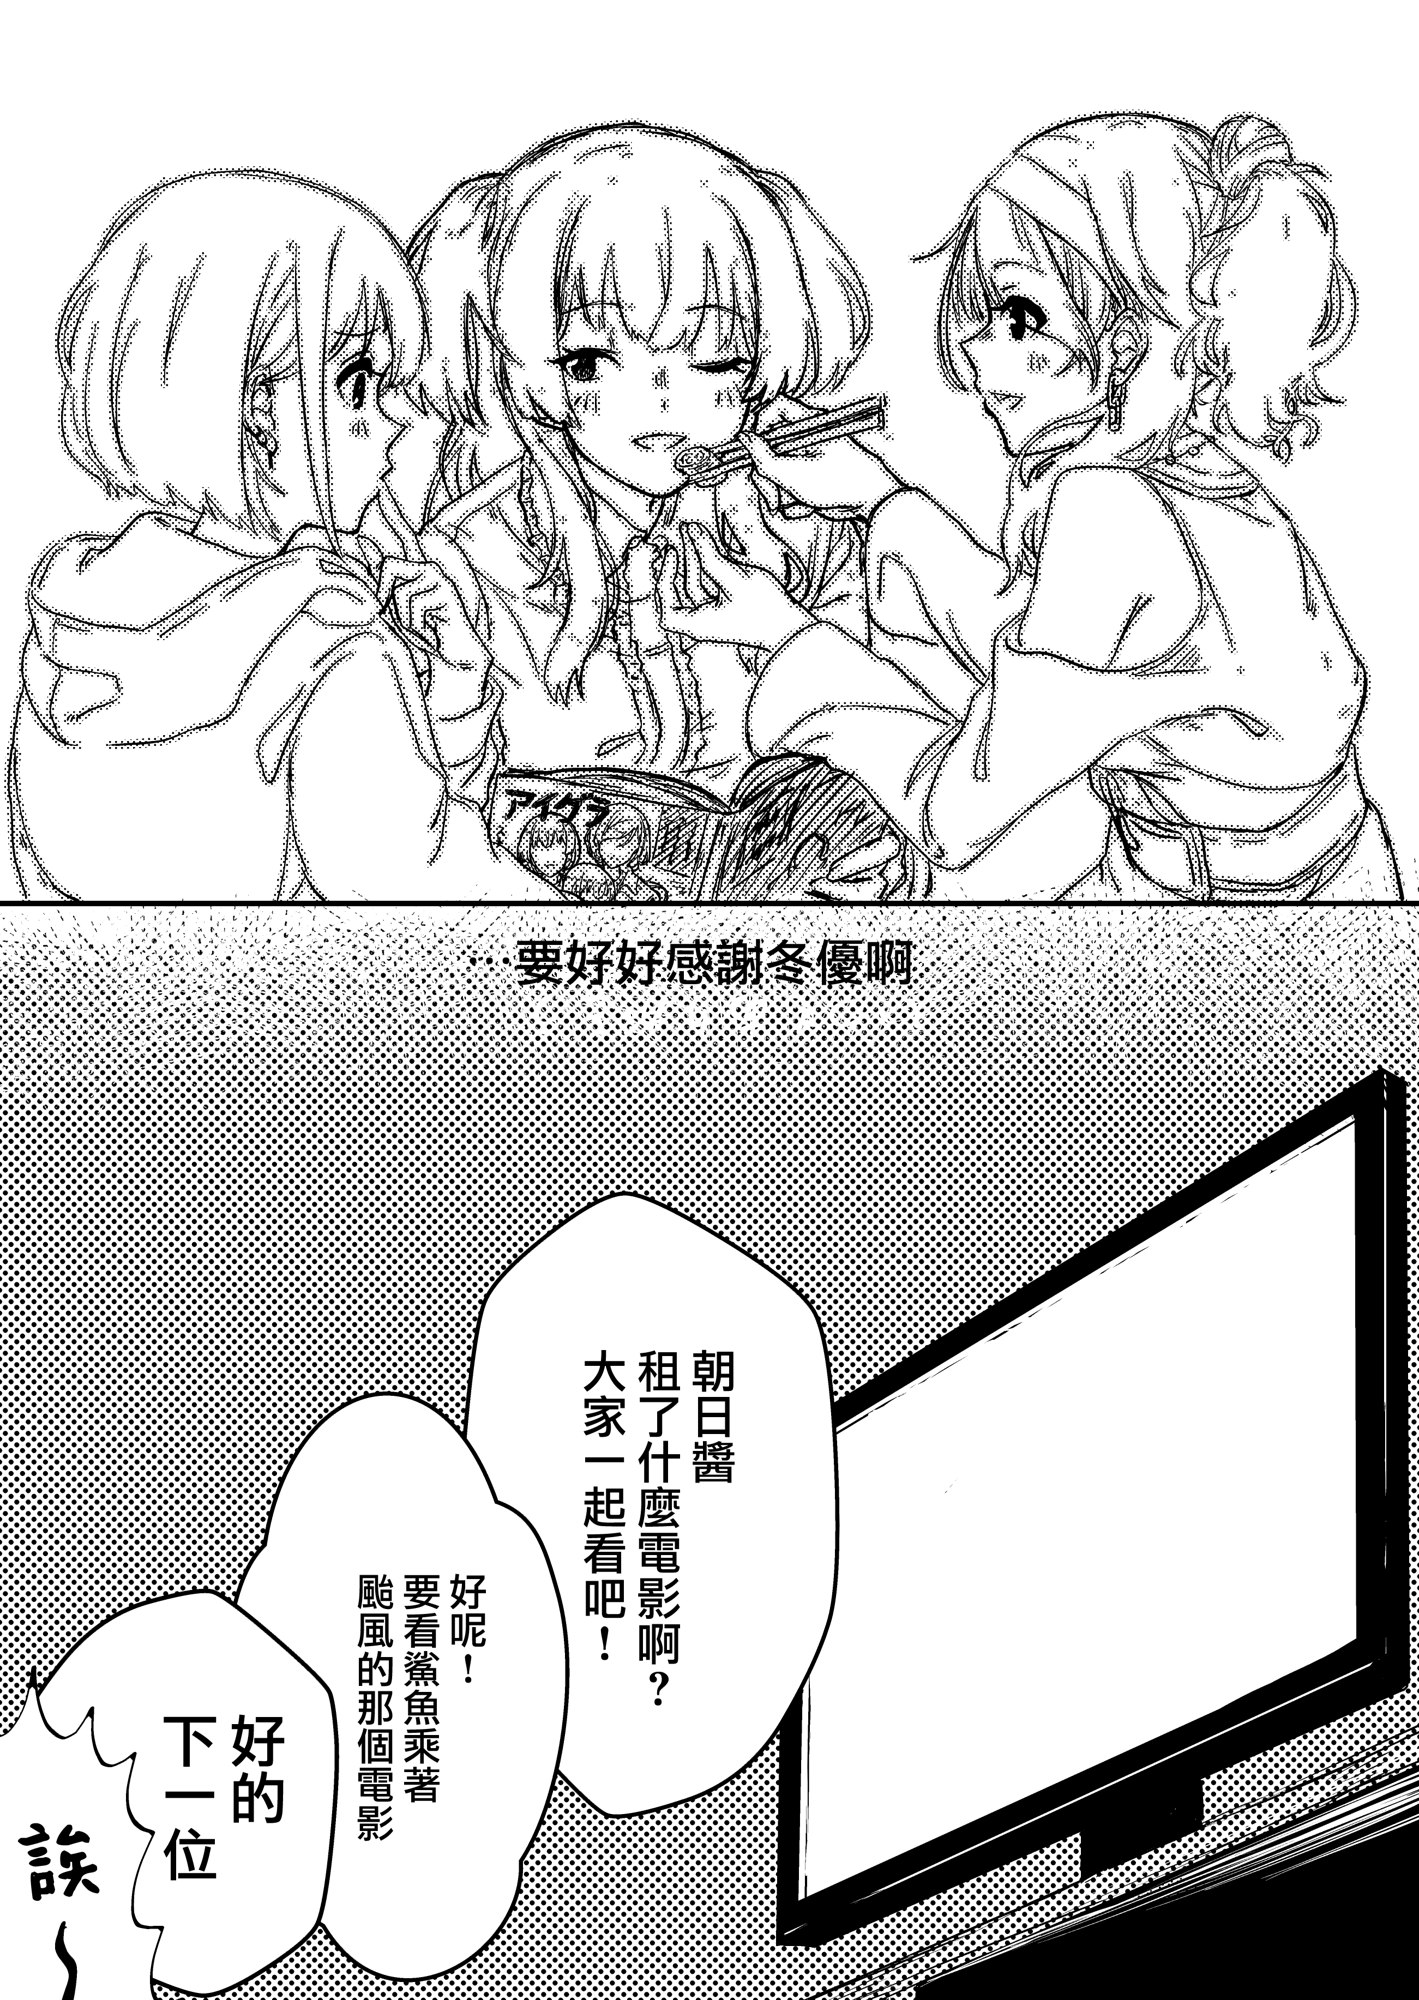 アイグラ
…要好好感謝冬優啊
朝日醬
租了什麼電影啊？
大家一起看吧！
好呢！
要看鯊魚乘著
颱風的那個電影
好的
下一位
誒～